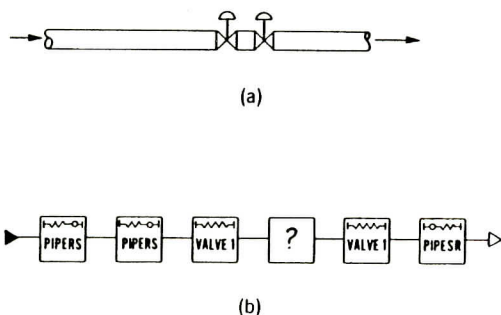 (a)
PIPERS
PIPERS
VALVE 1
?
VALVE 1
PIPESR
(b)